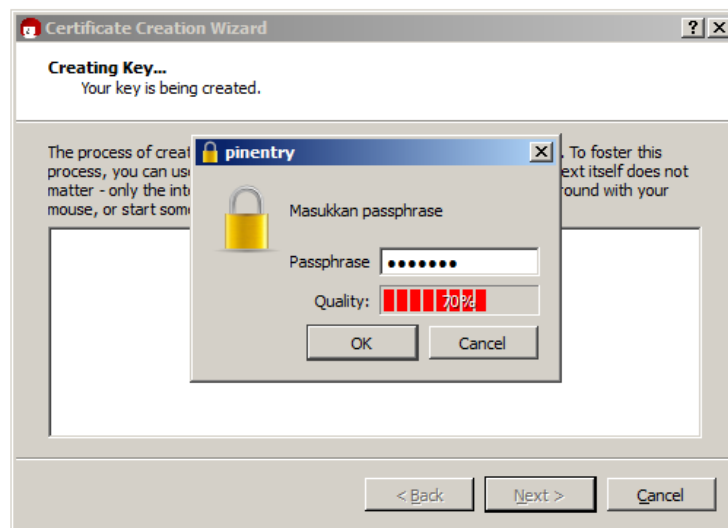 Certificate Creation Wizard
Creating Key...
Your key is being created.
The process of creat
. To foster this
process, you can us
ext itself does not
matter - only the int
round with your
mouse, or start som
pinentry
Masukkan passphrase
Passphrase •••••••
Quality: 70%
OK Cancel
< Back Next > Cancel